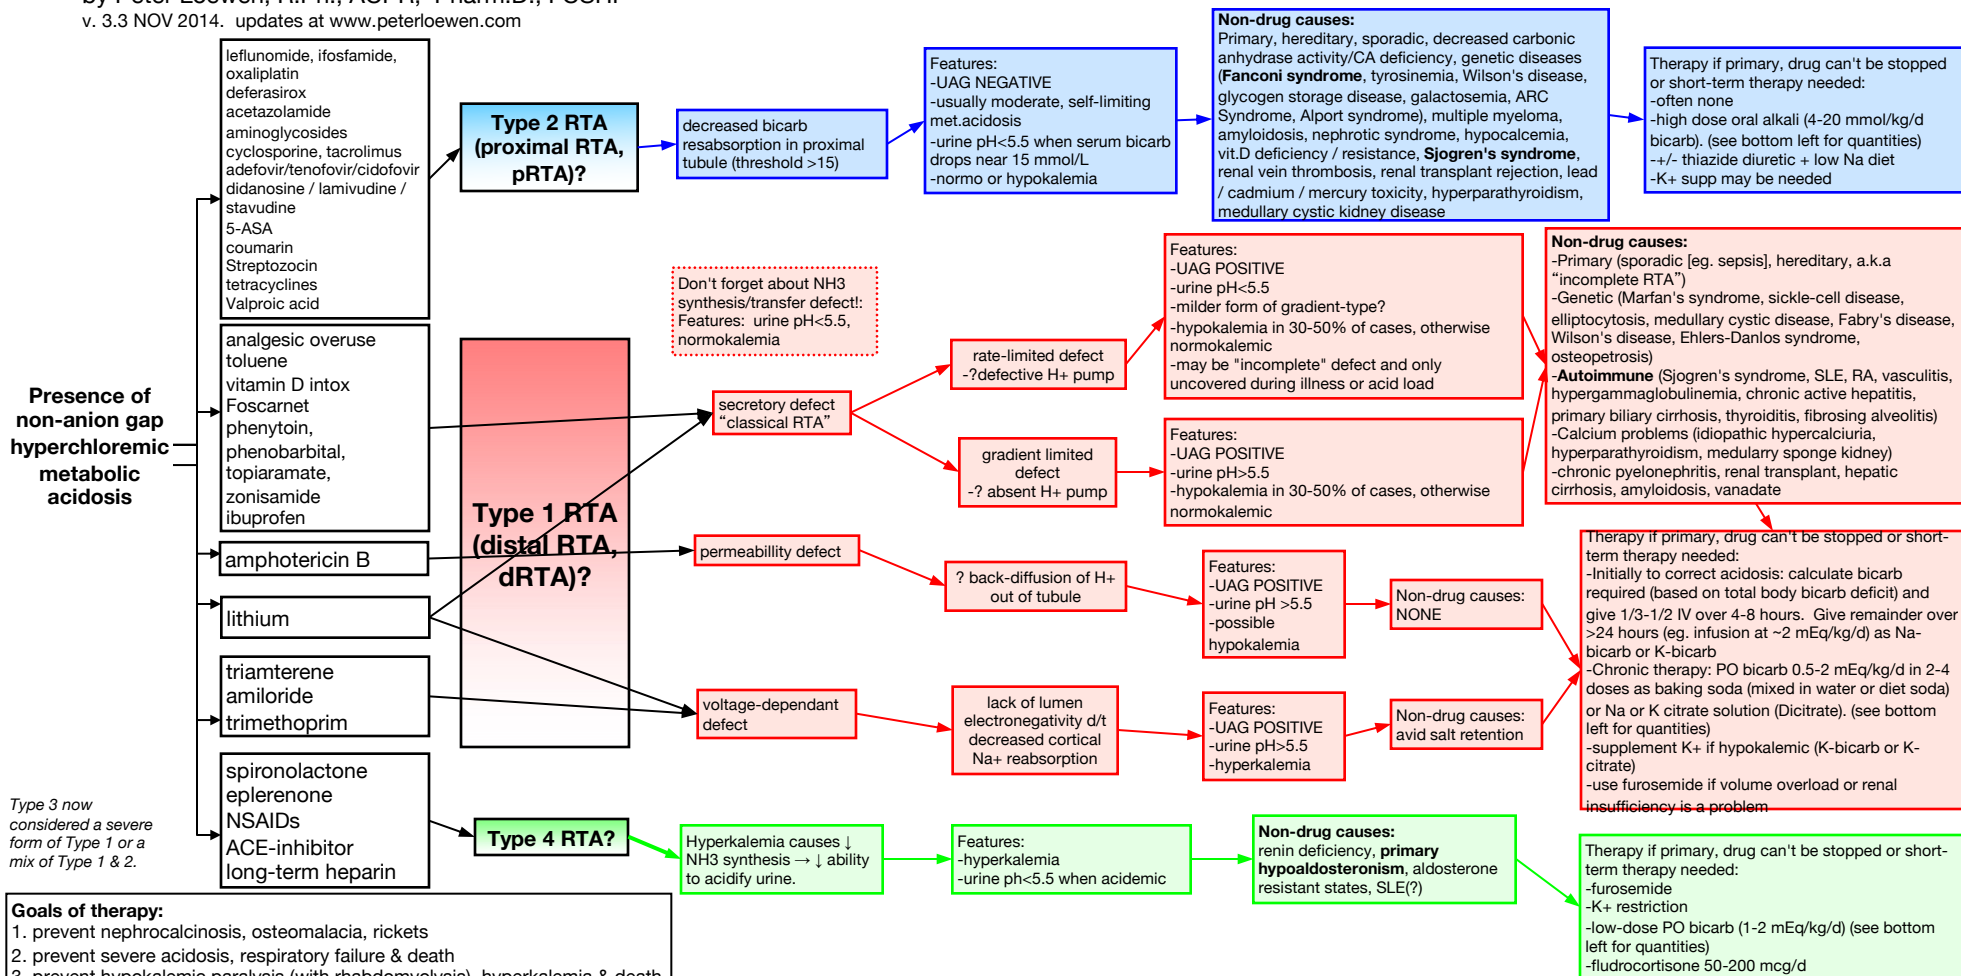 by Peter Loewen, R.Ph., ACPR, Pharm.D., FCSHP
v. 3.3 NOV 2014. updates at www.peterloewen.com
Presence of
non-anion gap
hyperchloremic
metabolic
acidosis
leflunomide, ifosfamide,
oxaliplatin
deferasirox
acetazolamide
aminoglycosides
cyclosporine, tacrolimus
adefovir/tenofovir/cidofovir
didanosine / lamivudine /
stavudine
5-ASA
coumarin
Streptozocin
tetracyclines
Valproic acid
Type 2 RTA
(proximal RTA,
pRTA)?
decreased bicarb
resabsorption in proximal
tubule (threshold >15)
Features:
-UAG NEGATIVE
-usually moderate, self-limiting
met.acidosis
-urine pH<5.5 when serum bicarb
drops near 15 mmol/L
-normo or hypokalemia
Non-drug causes:
Primary, hereditary, sporadic, decreased carbonic
anhydrase activity/CA deficiency, genetic diseases
(Fanconi syndrome, tyrosinemia, Wilson's disease,
glycogen storage disease, galactosemia, ARC
Syndrome, Alport syndrome), multiple myeloma,
amyloidosis, nephrotic syndrome, hypocalcemia,
vit.D deficiency / resistance, Sjogren's syndrome,
renal vein thrombosis, renal transplant rejection, lead
/ cadmium / mercury toxicity, hyperparathyroidism,
medullary cystic kidney disease
Therapy if primary, drug can't be stopped
or short-term therapy needed:
-often none
-high dose oral alkali (4-20 mmol/kg/d
bicarb). (see bottom left for quantities)
-+/- thiazide diuretic + low Na diet
-K+ supp may be needed
analgesic overuse
toluene
vitamin D intox
Foscarnet
phenytoin,
phenobarbital,
topiaramate,
zonisamide
ibuprofen
amphotericin B
lithium
triamterene
amiloride
trimethoprim
Type 1 RTA
(distal RTA,
dRTA)?
Don't forget about NH3
synthesis/transfer defect!:
Features: urine pH<5.5,
normokalemia
secretory defect
“classical RTA”
rate-limited defect
-?defective H+ pump
gradient limited
defect
-? absent H+ pump
Features:
-UAG POSITIVE
-urine pH<5.5
-milder form of gradient-type?
-hypokalemia in 30-50% of cases, otherwise
normokalemic
-may be "incomplete" defect and only
uncovered during illness or acid load
Features:
-UAG POSITIVE
-urine pH>5.5
-hypokalemia in 30-50% of cases, otherwise
normokalemic
Non-drug causes:
-Primary (sporadic [eg. sepsis], hereditary, a.k.a
“incomplete RTA”)
-Genetic (Marfan's syndrome, sickle-cell disease,
elliptocytosis, medullary cystic disease, Fabry's disease,
Wilson's disease, Ehlers-Danlos syndrome,
osteopetrosis)
-Autoimmune (Sjogren's syndrome, SLE, RA, vasculitis,
hypergammaglobulinemia, chronic active hepatitis,
primary biliary cirrhosis, thyroiditis, fibrosing alveolitis)
-Calcium problems (idiopathic hypercalciuria,
hyperparathyroidism, medularry sponge kidney)
-chronic pyelonephritis, renal transplant, hepatic
cirrhosis, amyloidosis, vanadate
permeabillity defect
? back-diffusion of H+
out of tubule
Features:
-UAG POSITIVE
-urine pH >5.5
-possible
hypokalemia
Non-drug causes:
NONE
voltage-dependant
defect
lack of lumen
electronegativity d/t
decreased cortical
Na+ reabsorption
Features:
-UAG POSITIVE
-urine pH>5.5
-hyperkalemia
Non-drug causes:
avid salt retention
Therapy if primary, drug can't be stopped or short-
term therapy needed:
-Initially to correct acidosis: calculate bicarb
required (based on total body bicarb deficit) and
give 1/3-1/2 IV over 4-8 hours. Give remainder over
>24 hours (eg. infusion at ~2 mEq/kg/d) as Na-
bicarb or K-bicarb
-Chronic therapy: PO bicarb 0.5-2 mEq/kg/d in 2-4
doses as baking soda (mixed in water or diet soda)
or Na or K citrate solution (Dicitrate). (see bottom
left for quantities)
-supplement K+ if hypokalemic (K-bicarb or K-
citrate)
-use furosemide if volume overload or renal
insufficiency is a problem
Type 3 now
considered a severe
form of Type 1 or a
mix of Type 1 & 2.
spironolactone
eplerenone
NSAIDs
ACE-inhibitor
long-term heparin
Type 4 RTA?
Hyperkalemia causes ↓
NH3 synthesis → ↓ ability
to acidify urine.
Features:
-hyperkalemia
-urine ph<5.5 when acidemic
Non-drug causes:
renin deficiency, primary
hypoaldosteronism, aldosterone
resistant states, SLE(?)
Therapy if primary, drug can't be stopped or short-
term therapy needed:
-furosemide
-K+ restriction
-low-dose PO bicarb (1-2 mEq/kg/d) (see bottom
left for quantities)
-fludrocortisone 50-200 mcg/d
Goals of therapy:
1. prevent nephrocalcinosis, osteomalacia, rickets
2. prevent severe acidosis, respiratory failure & death
3. prevent hypokalemic paralysis (with rhabdomyolysis), hyperkalemia & death